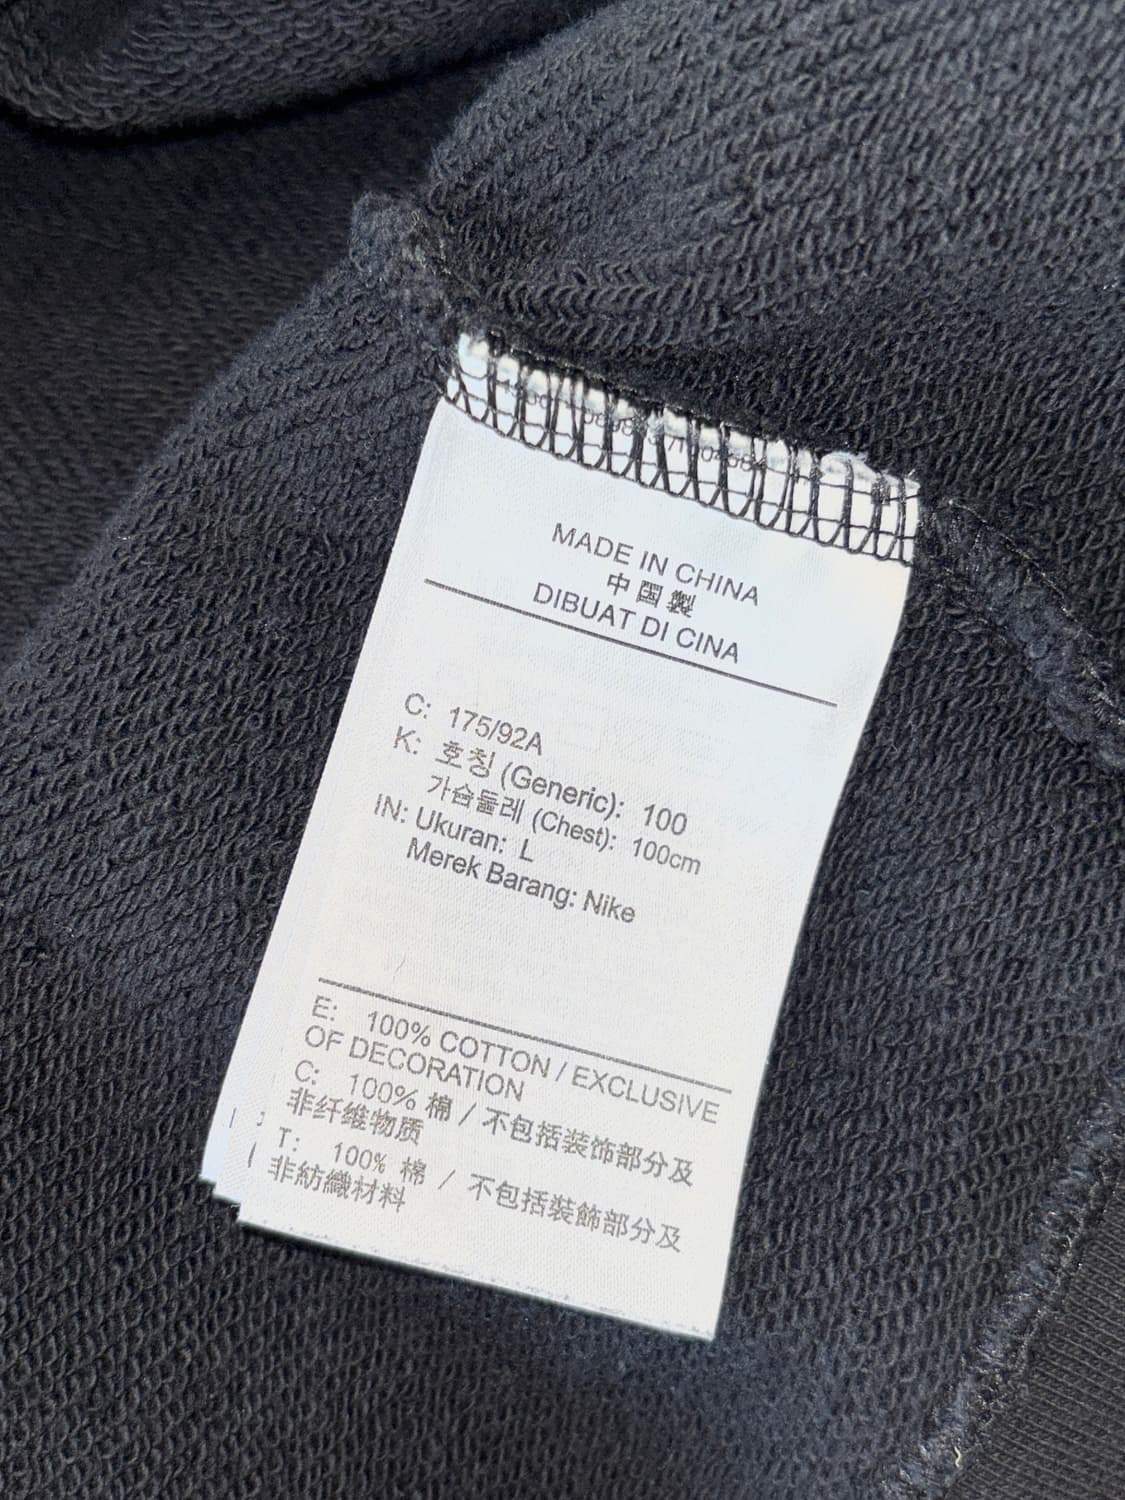 MADE IN CHINA
中国製
DIBUAT DI CINA
C: 175/92A
K: 호칭 (Generic): 100
가슴둘레 (Chest): 100cm
IN: Ukuran: L
Merek Barang: Nike
E: 100% COTTON / EXCLUSIVE
OF DECORATION
C: 100% 棉 / 不包括装饰部分及
非纤维物质
T: 100% 棉 / 不包括裝飾部分及
非紡織材料